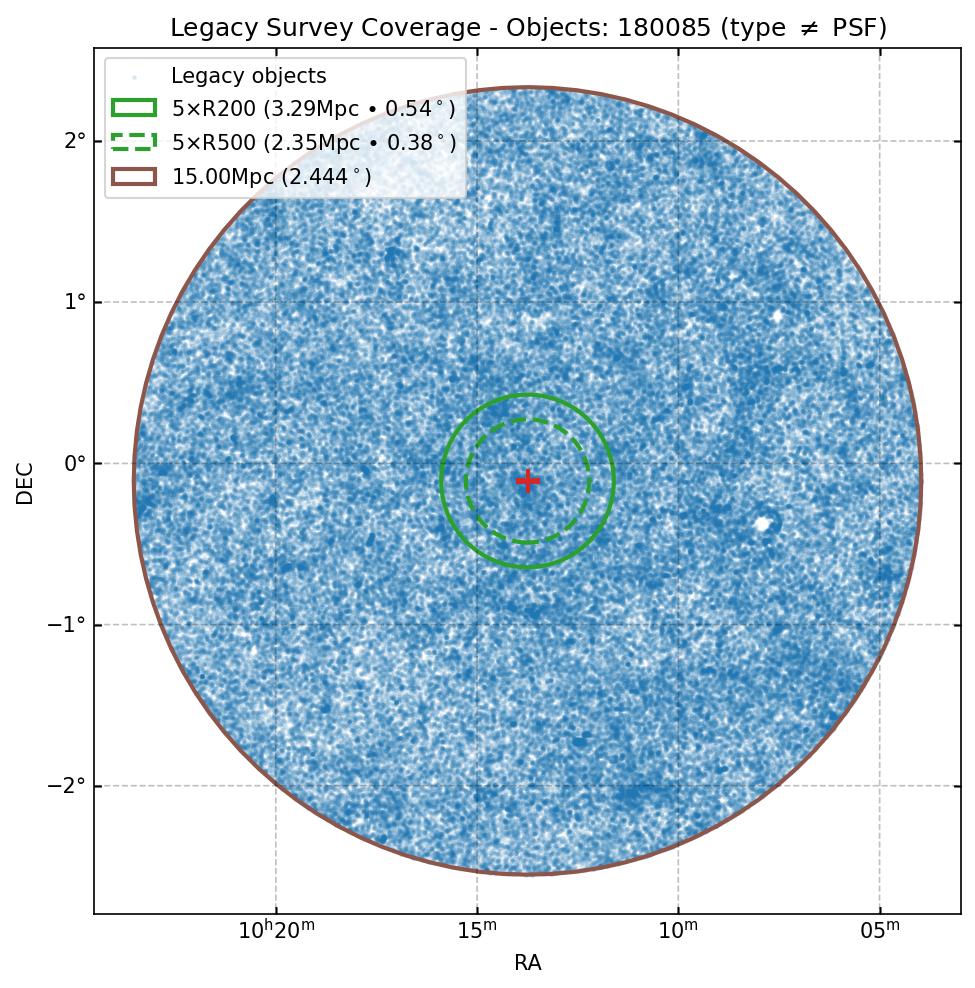 Legacy Survey Coverage - Objects: 180085 (type ≠ PSF)
Legacy objects
5×R200 (3.29Mpc • 0.54°)
5×R500 (2.35Mpc • 0.38°)
15.00Mpc (2.444°)
2°
1°
0°
−1°
−2°
DEC
10ʰ20ᵐ 15ᵐ 10ᵐ 05ᵐ
RA